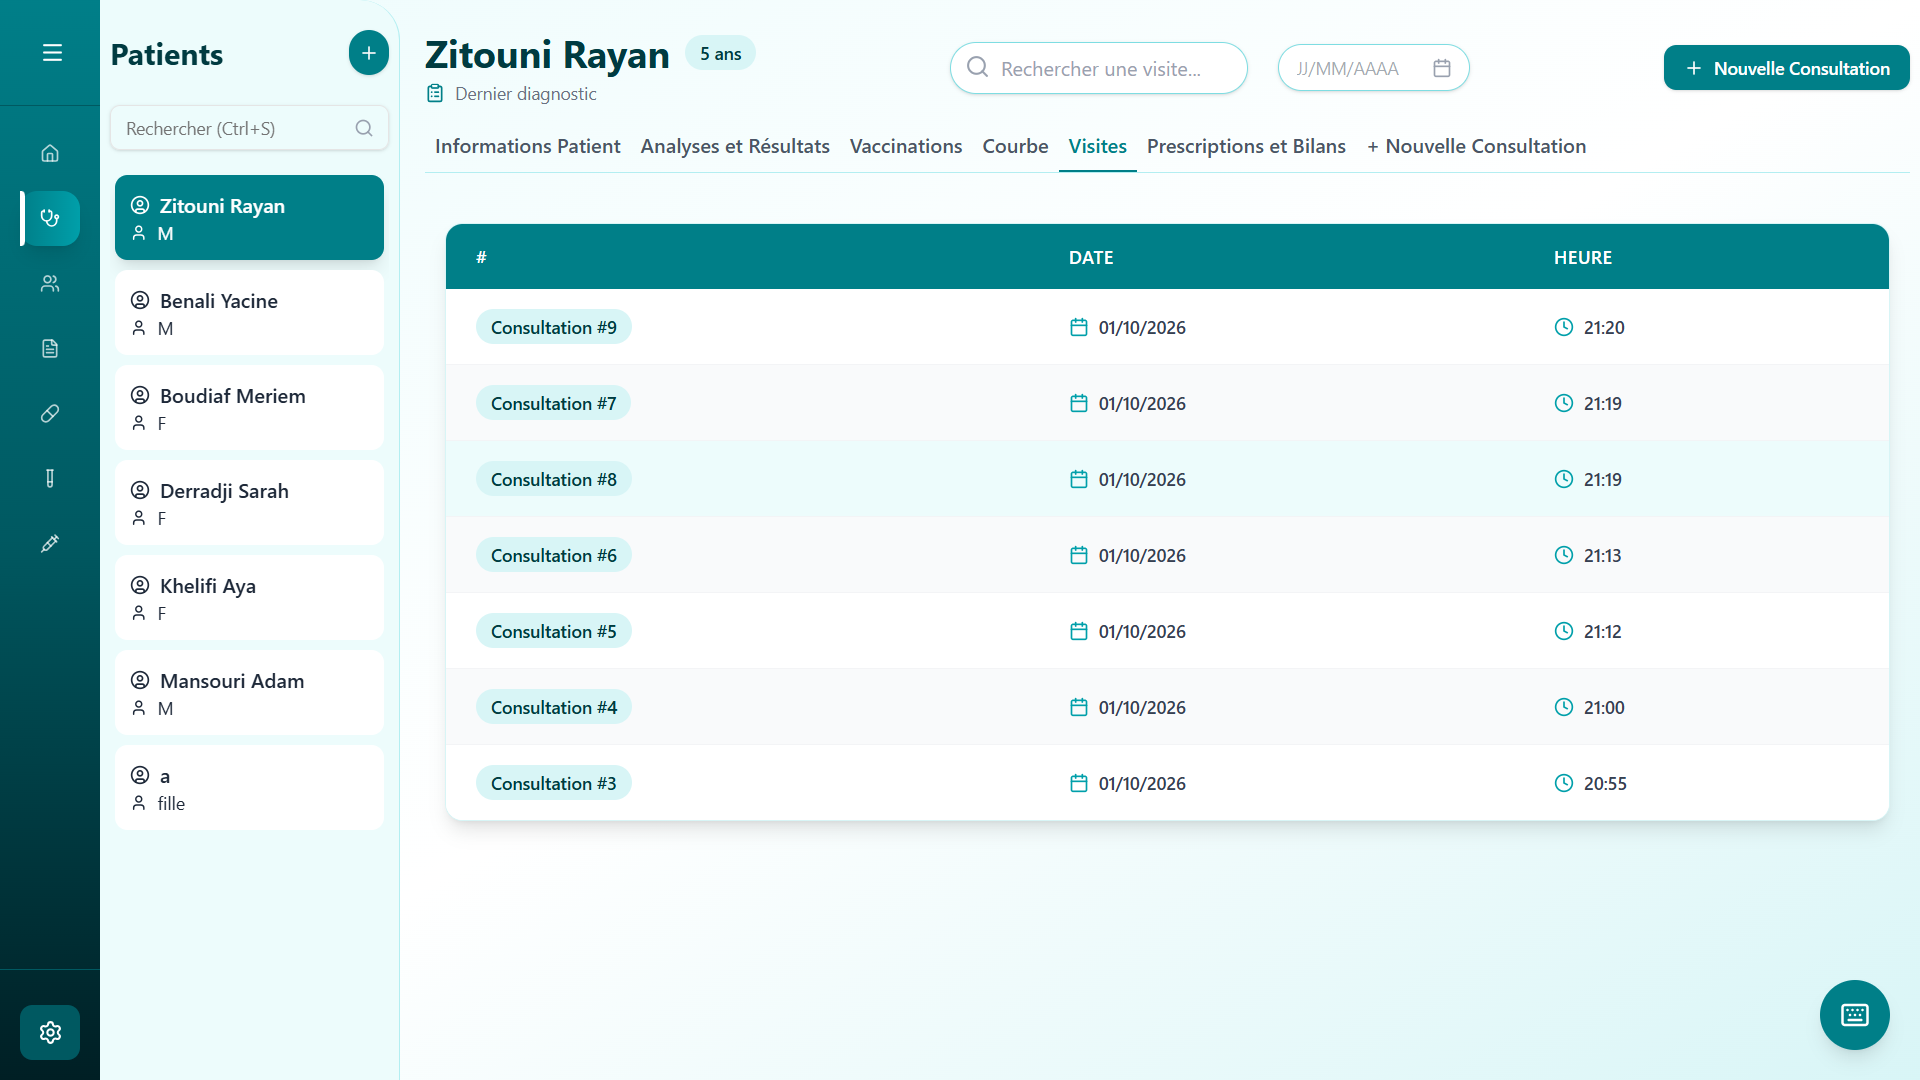 Patients
Rechercher (Ctrl+S)
Zitouni Rayan
M
Benali Yacine
M
Boudiaf Meriem
F
Derradji Sarah
F
Khelifi Aya
F
Mansouri Adam
M
a
fille
Zitouni Rayan
5 ans
Dernier diagnostic
Rechercher une visite...
JJ/MM/AAAA
+ Nouvelle Consultation
Informations Patient Analyses et Résultats Vaccinations Courbe Visites Prescriptions et Bilans + Nouvelle Consultation
# DATE HEURE
Consultation #9 01/10/2026 21:20
Consultation #7 01/10/2026 21:19
Consultation #8 01/10/2026 21:19
Consultation #6 01/10/2026 21:13
Consultation #5 01/10/2026 21:12
Consultation #4 01/10/2026 21:00
Consultation #3 01/10/2026 20:55